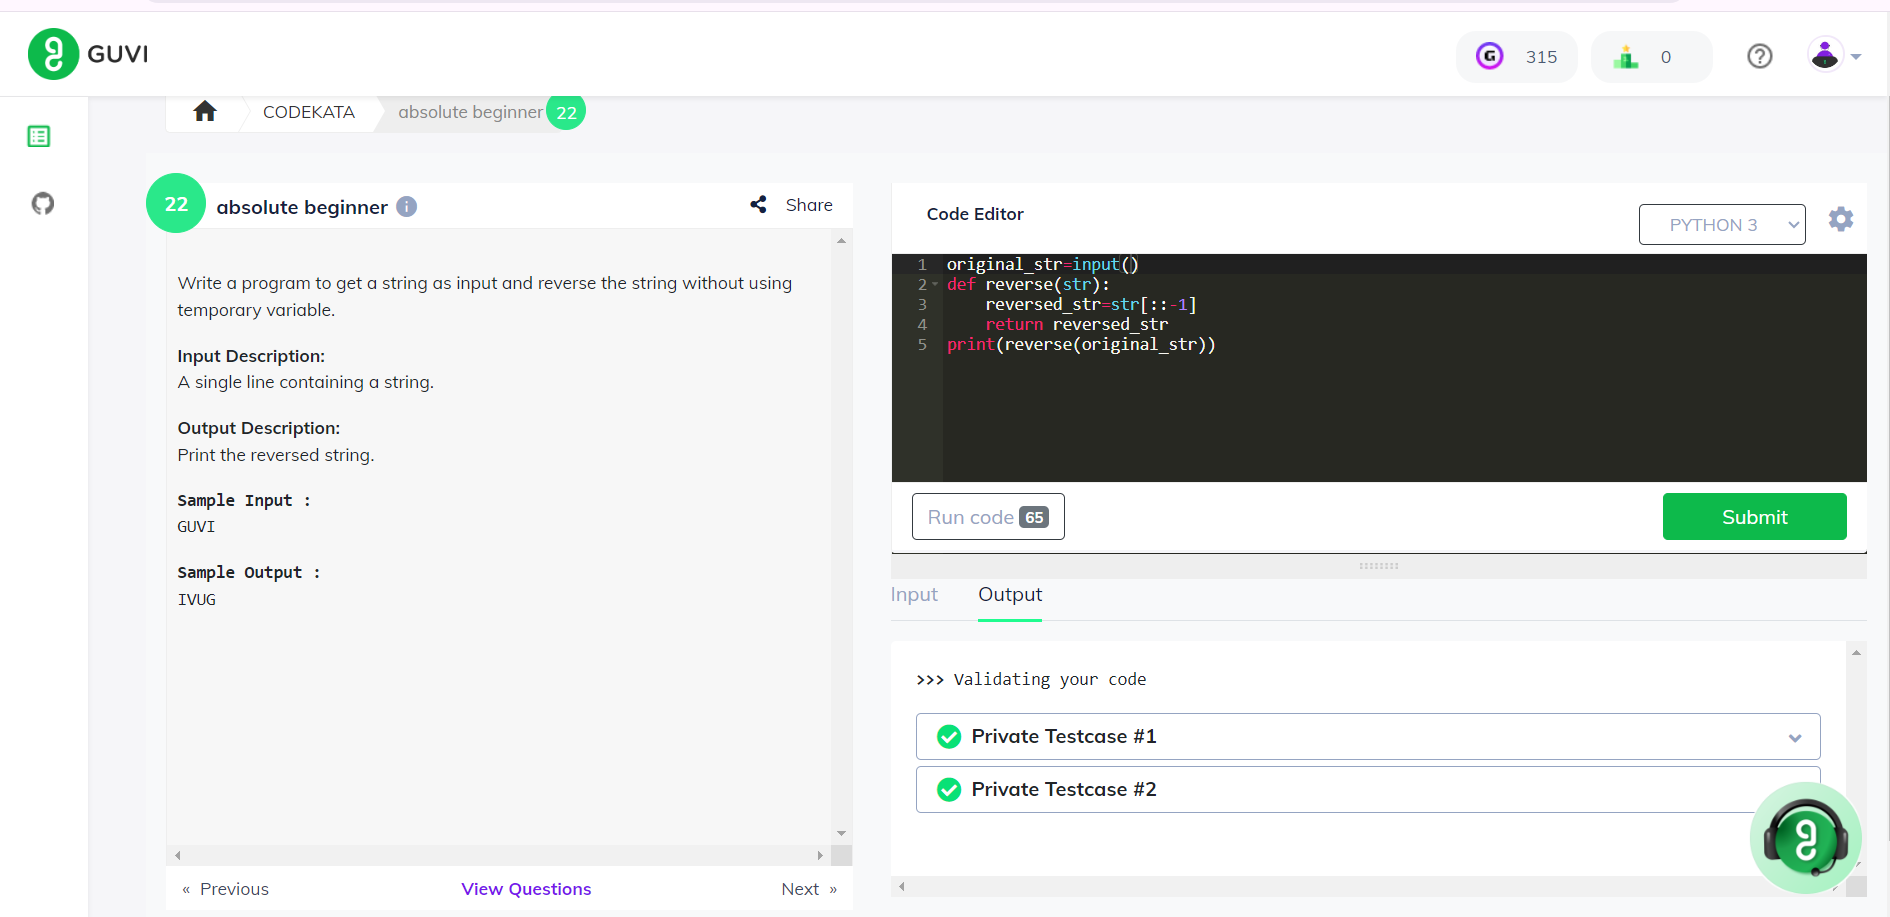 GUVI
G 315
0
?
CODEKATA
absolute beginner 22
22 absolute beginner i
Share
Write a program to get a string as input and reverse the string without using
temporary variable.
Input Description:
A single line containing a string.
Output Description:
Print the reversed string.
Sample Input :
GUVI
Sample Output :
IVUG
« Previous
View Questions
Next »
Code Editor
PYTHON 3
1 original_str=input()
2 def reverse(str):
3 reversed_str=str[::-1]
4 return reversed_str
5 print(reverse(original_str))
Run code 65
Submit
Input
Output
>>> Validating your code
Private Testcase #1
Private Testcase #2